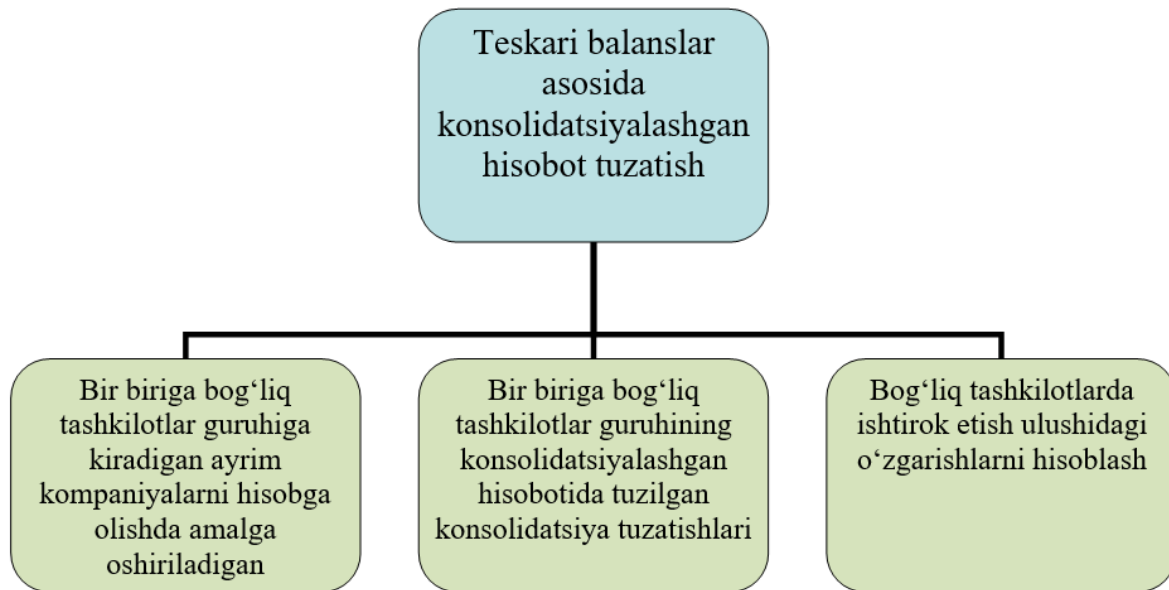 Teskari balanslar
asosida
konsolidatsiyalashgan
hisobot tuzatish
Bir biriga bog‘liq
tashkilotlar guruhiga
kiradigan ayrim
kompaniyalarni hisobga
olishda amalga
oshiriladigan
Bir biriga bog‘liq
tashkilotlar guruhining
konsolidatsiyalashgan
hisobotida tuzilgan
konsolidatsiya tuzatishlari
Bog‘liq tashkilotlarda
ishtirok etish ulushidagi
o‘zgarishlarni hisoblash